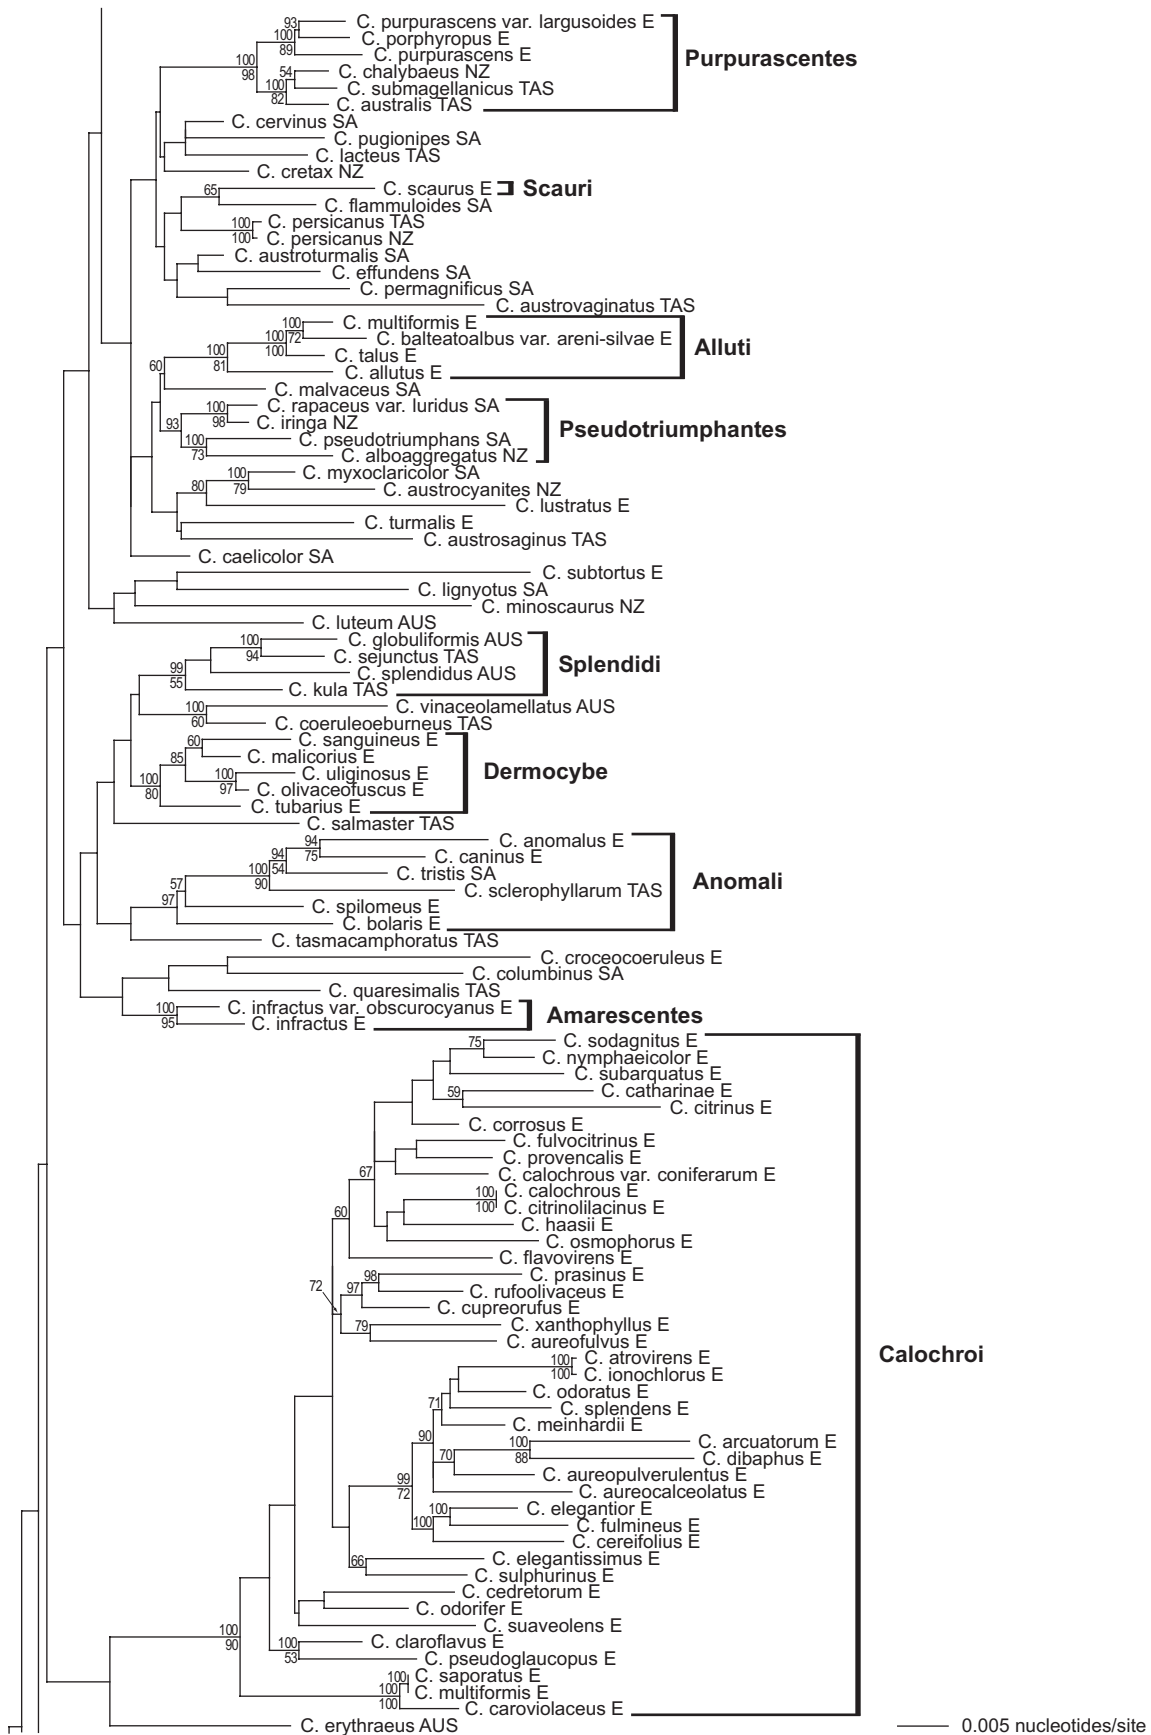 93 C. purpurascens var. largusoides E
100 C. porphyropus E
89 C. purpurascens E
Purpurascentes
100
98
54 C. chalybaeus NZ
100 C. submagellanicus TAS
82 C. australis TAS
C. cervinus SA
C. pugionipes SA
C. lacteus TAS
C. cretax NZ
65 C. scaurus E Scauri
C. flammuloides SA
100 C. persicanus TAS
100 C. persicanus NZ
C. austroturmalis SA
C. effundens SA
C. permagnificus SA
C. austrovaginatus TAS
100 C. multiformis E
100 72 C. balteatoalbus var. areni-silvae E
Alluti
100 100 C. talus E
60 81 C. allutus E
C. malvaceus SA
100 C. rapaceus var. luridus SA
93 98 C. iringa NZ
Pseudotriumphantes
100 C. pseudotriumphans SA
73 C. alboaggregatus NZ
100 C. myxoclaricolor SA
80 79 C. austrocyanites NZ
C. lustratus E
C. turmalis E
C. austrosaginus TAS
C. caelicolor SA
C. subtortus E
C. lignyotus SA
C. minoscaurus NZ
C. luteum AUS
100 C. globuliformis AUS
94 C. sejunctus TAS
Splendidi
99 C. splendidus AUS
55 C. kula TAS
100 C. vinaceolamellatus AUS
60 C. coeruleoeburneus TAS
60 C. sanguineus E
85 C. malicorius E
Dermocybe
100 C. uliginosus E
100 97 C. olivaceofuscus E
80 C. tubarius E
C. salmaster TAS
94 C. anomalus E
94 75 C. caninus E
100 54 C. tristis SA
Anomali
57 90 C. sclerophyllarum TAS
97 C. spilomeus E
C. bolaris E
C. tasmacamphoratus TAS
C. croceocoeruleus E
C. columbinus SA
C. quaresimalis TAS
100 C. infractus var. obscurocyanus E
Amarescentes
95 C. infractus E
75 C. sodagnitus E
C. nymphaeicolor E
C. subarquatus E
59 C. catharinae E
C. citrinus E
C. corrosus E
C. fulvocitrinus E
C. provencalis E
67 C. calochrous var. coniferarum E
100 C. calochrous E
60 100 C. citrinolilacinus E
C. haasii E
C. osmophorus E
C. flavovirens E
98 C. prasinus E
72 97 C. rufoolivaceus E
C. cupreorufus E
79 C. xanthophyllus E
C. aureofulvus E
Calochroi
100 C. atrovirens E
100 C. ionochlorus E
71 C. odoratus E
C. splendens E
C. meinhardii E
90 100 C. arcuatorum E
70 88 C. dibaphus E
99 C. aureopulverulentus E
72 C. aureocalceolatus E
100 C. elegantior E
100 C. fulmineus E
C. cereifolius E
66 C. elegantissimus E
C. sulphurinus E
C. cedretorum E
C. odorifer E
100 C. suaveolens E
90 100 C. claroflavus E
53 C. pseudoglaucopus E
100 C. saporatus E
100 C. multiformis E
100 C. caroviolaceus E
C. erythraeus AUS
0.005 nucleotides/site